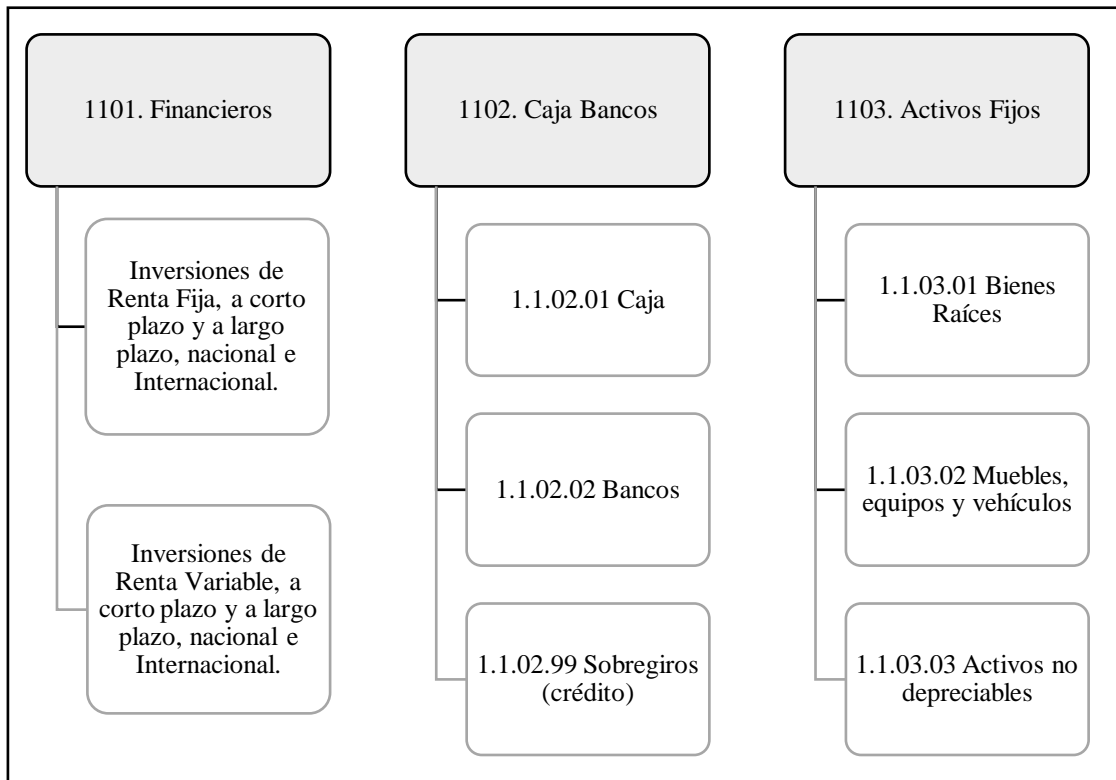 1101. Financieros
Inversiones de
Renta Fija, a corto
plazo y a largo
plazo, nacional e
Internacional.
Inversiones de
Renta Variable, a
corto plazo y a largo
plazo, nacional e
Internacional.
1102. Caja Bancos
1.1.02.01 Caja
1.1.02.02 Bancos
1.1.02.99 Sobregiros
(crédito)
1103. Activos Fijos
1.1.03.01 Bienes
Raíces
1.1.03.02 Muebles,
equipos y vehículos
1.1.03.03 Activos no
depreciables